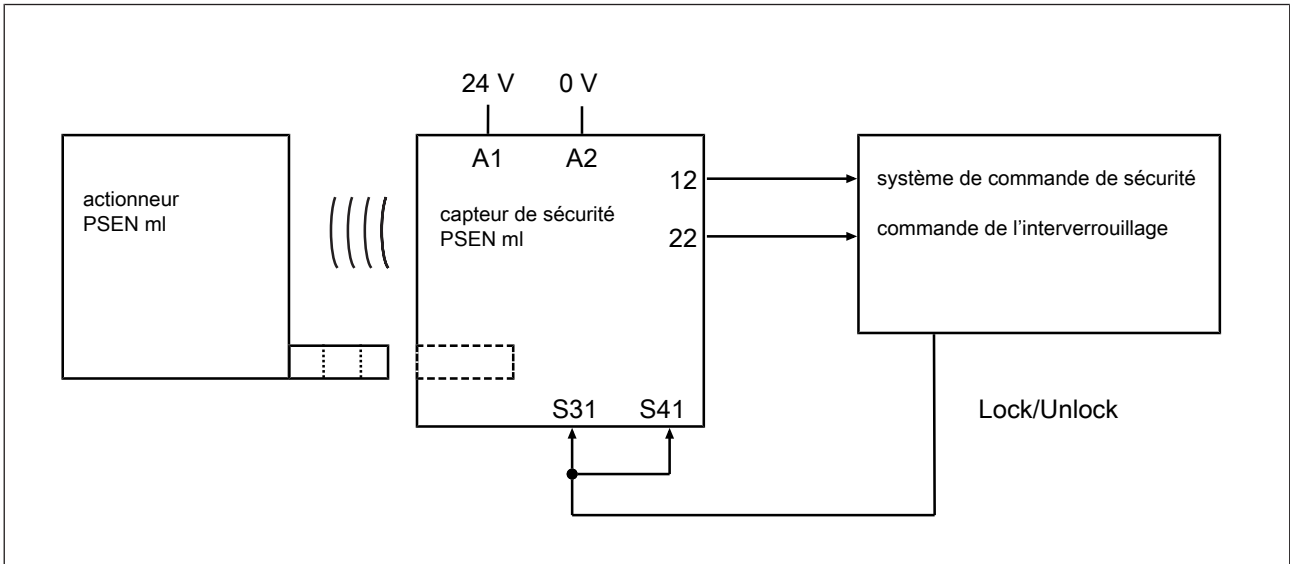 24 V
0 V
A1
A2
actionneur
PSEN ml
capteur de sécurité
PSEN ml
12
22
système de commande de sécurité
commande de l’interverrouillage
S31
S41
Lock/Unlock